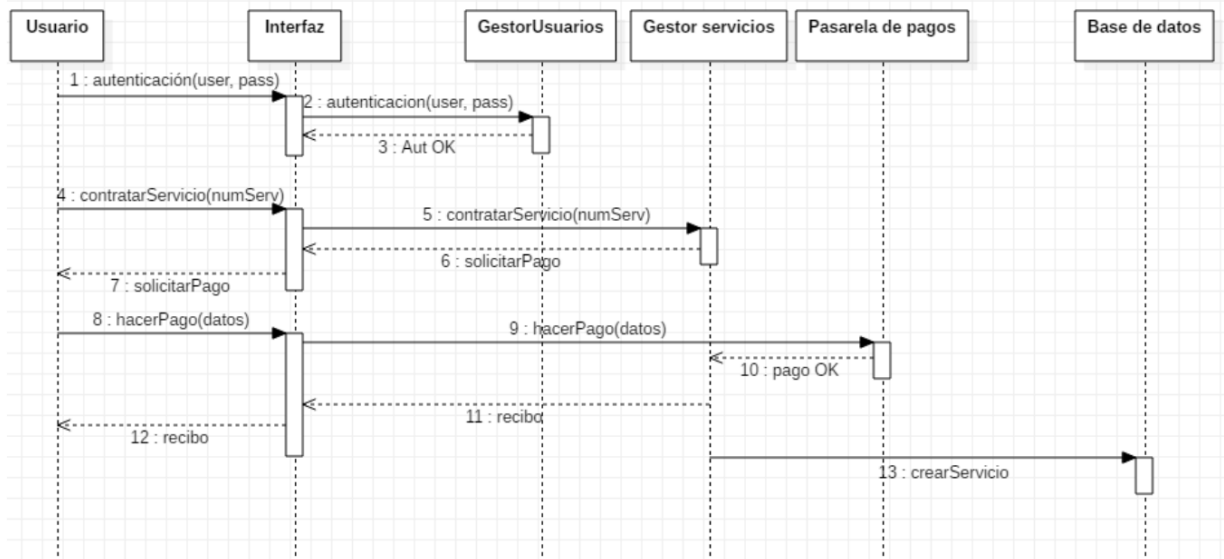 Usuario
Interfaz
GestorUsuarios
Gestor servicios
Pasarela de pagos
Base de datos
1 : autenticación(user, pass)
2 : autenticacion(user, pass)
3 : Aut OK
4 : contratarServicio(numServ)
5 : contratarServicio(numServ)
6 : solicitarPago
7 : solicitarPago
8 : hacerPago(datos)
9 : hacerPago(datos)
10 : pago OK
11 : recibo
12 : recibo
13 : crearServicio